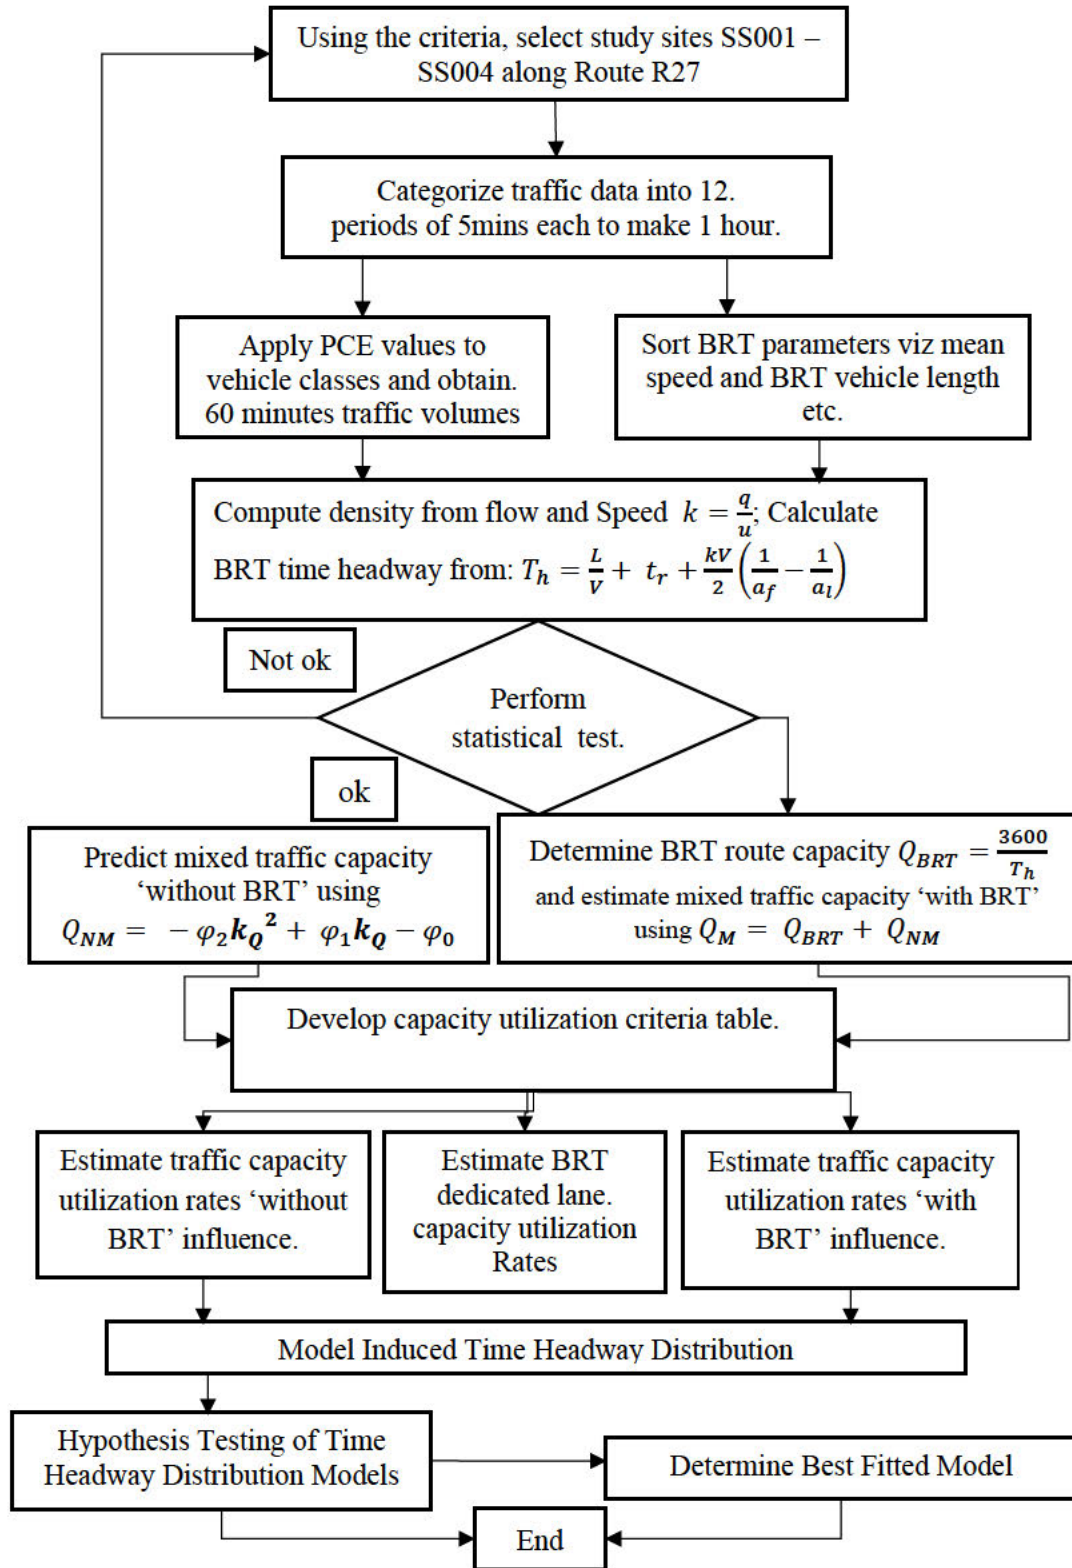 Using the criteria, select study sites SS001 –
SS004 along Route R27
Categorize traffic data into 12.
periods of 5mins each to make 1 hour.
Apply PCE values to
vehicle classes and obtain.
60 minutes traffic volumes
Sort BRT parameters viz mean
speed and BRT vehicle length
etc.
Compute density from flow and Speed k = q/u; Calculate
BRT time headway from: T_h = L/V + t_r + kV/2 (1/a_f − 1/a_l)
Not ok
Perform
statistical test.
ok
Predict mixed traffic capacity
‘without BRT’ using
Q_NM = −φ_2 k_Q^2 + φ_1 k_Q − φ_0
Determine BRT route capacity Q_BRT = 3600/T_h
and estimate mixed traffic capacity ‘with BRT’
using Q_M = Q_BRT + Q_NM
Develop capacity utilization criteria table.
Estimate traffic capacity
utilization rates ‘without
BRT’ influence.
Estimate BRT
dedicated lane.
capacity utilization
Rates
Estimate traffic capacity
utilization rates ‘with
BRT’ influence.
Model Induced Time Headway Distribution
Hypothesis Testing of Time
Headway Distribution Models
Determine Best Fitted Model
End